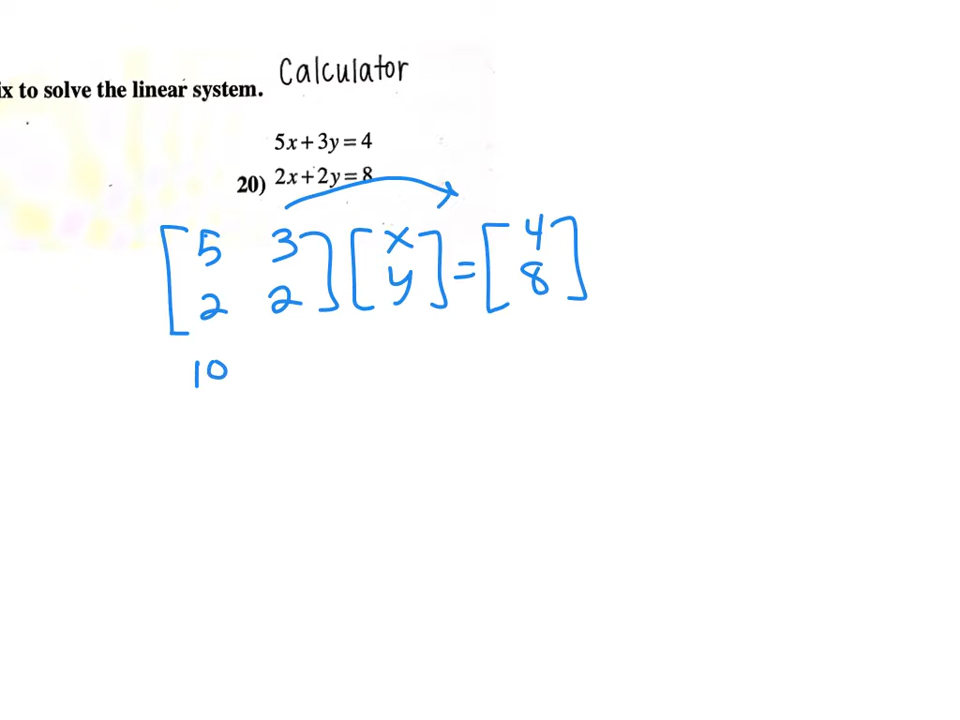 ix to solve the linear system. Calculator
5x+3y=4
20) 2x+2y=8
[5 3] [x] = [4]
[2 2] [y] [8]
10